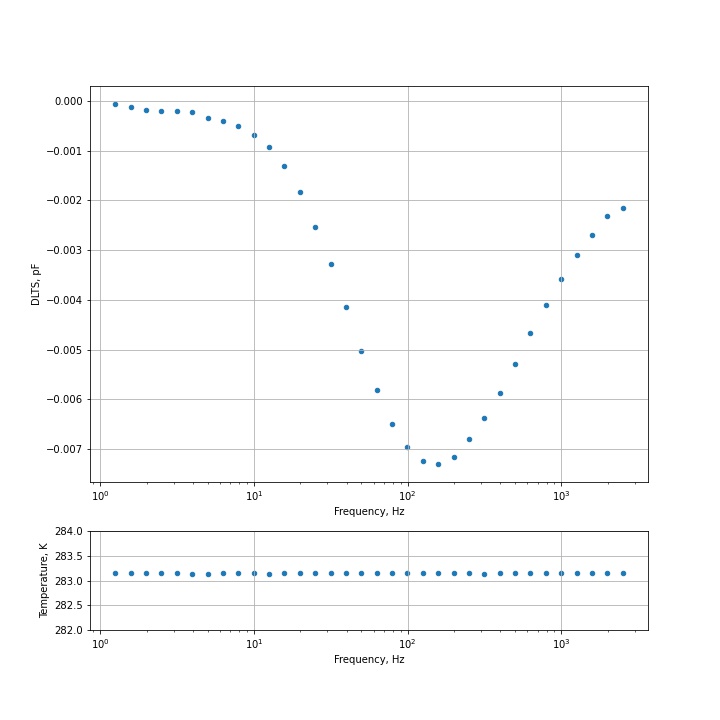 0.000
−0.001
−0.002
−0.003
−0.004
−0.005
−0.006
−0.007
DLTS, pF
10⁰ 10¹ 10² 10³
Frequency, Hz
284.0
283.5
283.0
282.5
282.0
Temperature, K
10⁰ 10¹ 10² 10³
Frequency, Hz